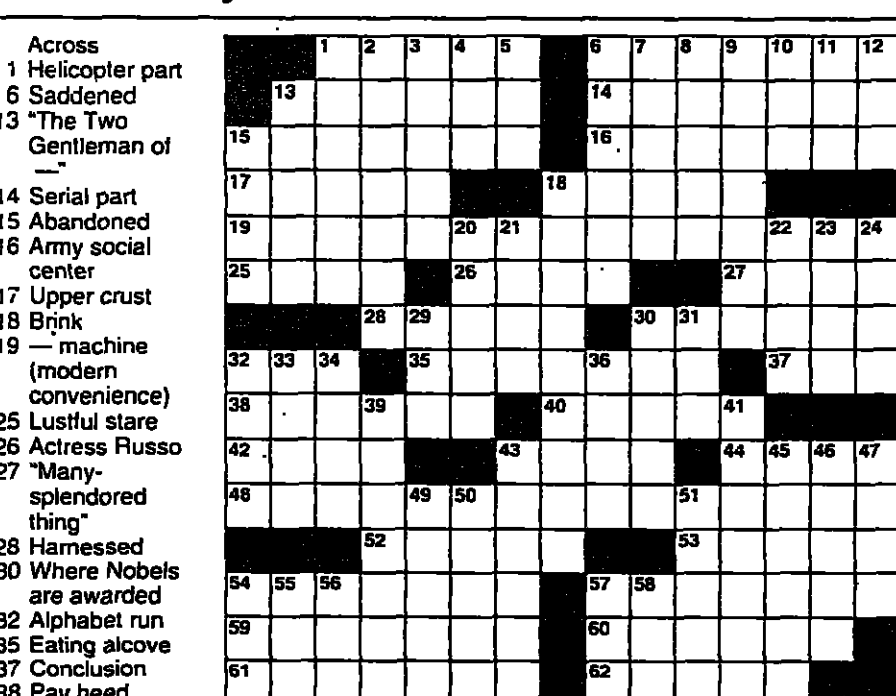 Across
1 Helicopter part
6 Saddened
13 "The Two
Gentleman of
—"
14 Serial part
15 Abandoned
16 Army social
center
17 Upper crust
18 Brink
19 — machine
(modern
convenience)
25 Lustful stare
26 Actress Russo
27 "Many-
splendored
thing"
28 Harnessed
30 Where Nobels
are awarded
32 Alphabet run
35 Eating alcove
37 Conclusion
38 Pay heed
1 2 3 4 5 6 7 8 9 10 11 12
13 14
15 16
17 18
19 20 21 22 23 24
25 26 27
28 29 30 31
32 33 34 35 36 37
38 39 40 41
42 43 44 45 46 47
48 49 50 51
52 53
54 55 56 57 58
59 60
61 62